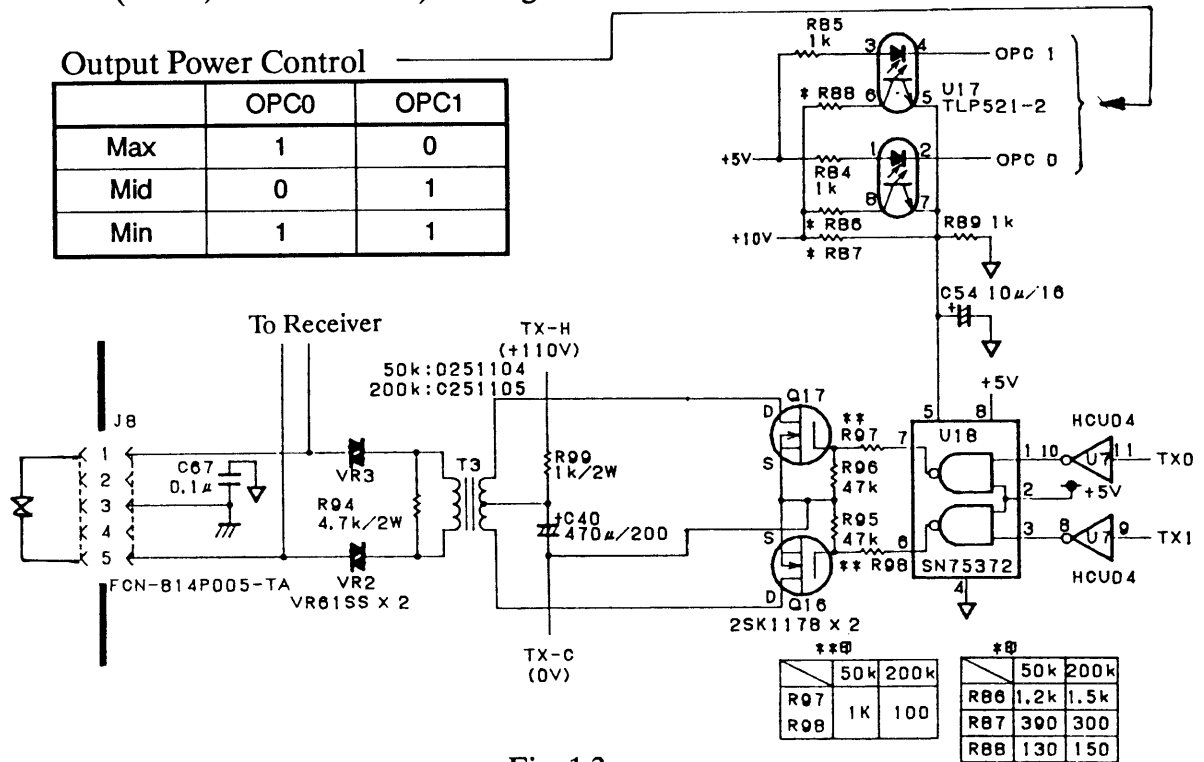 Output Power Control
OPC0 OPC1
Max 1 0
Mid 0 1
Min 1 1
R85
1k
3 4
OPC 1
* R88 6 5 U17
TLP521-2
+5V
1 2
OPC 0
R84
1k
8 7
* R86
+10V
* R87
R89 1k
C54 10μ/16
+
To Receiver
TX-H
(+110V)
50k:0251104
200k:C251105
J8
1
2
3
4
5
C67
0.1μ
VR3
R94
4.7k/2W
T3
R99
1k/2W
+C40
470μ/200
VR2
VR61SS X 2
FCN-814P005-TA
TX-C
(0V)
Q17
D
S
**
R97 7
R96
47k
R95
47k
** R98 6
S
D
Q16
2SK1178 X 2
+5V
5 8
U18
1 10 U7 11 TX0
HCU04
2
+5V
3 8 U7 9 TX1
HCU04
SN75372
4
50k 200k
R97
R98
1K 100
50k 200k
R86 1.2k 1.5k
R87 390 300
R88 130 150